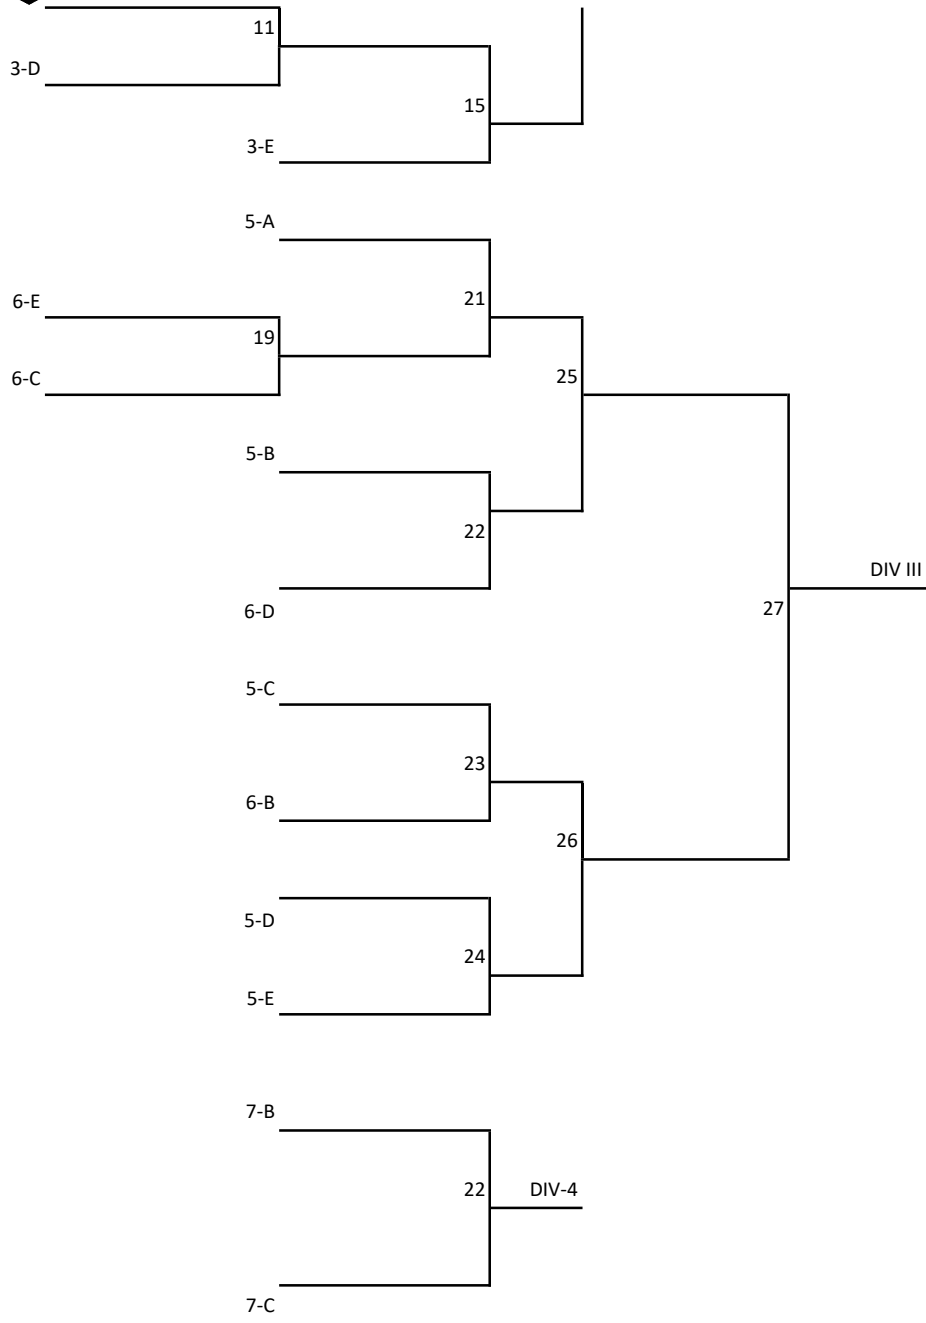 11
3-D
15
3-E
5-A
6-E
21
19
6-C
25
5-B
22
DIV III
6-D
27
5-C
23
6-B
26
5-D
24
5-E
7-B
22
DIV-4
7-C